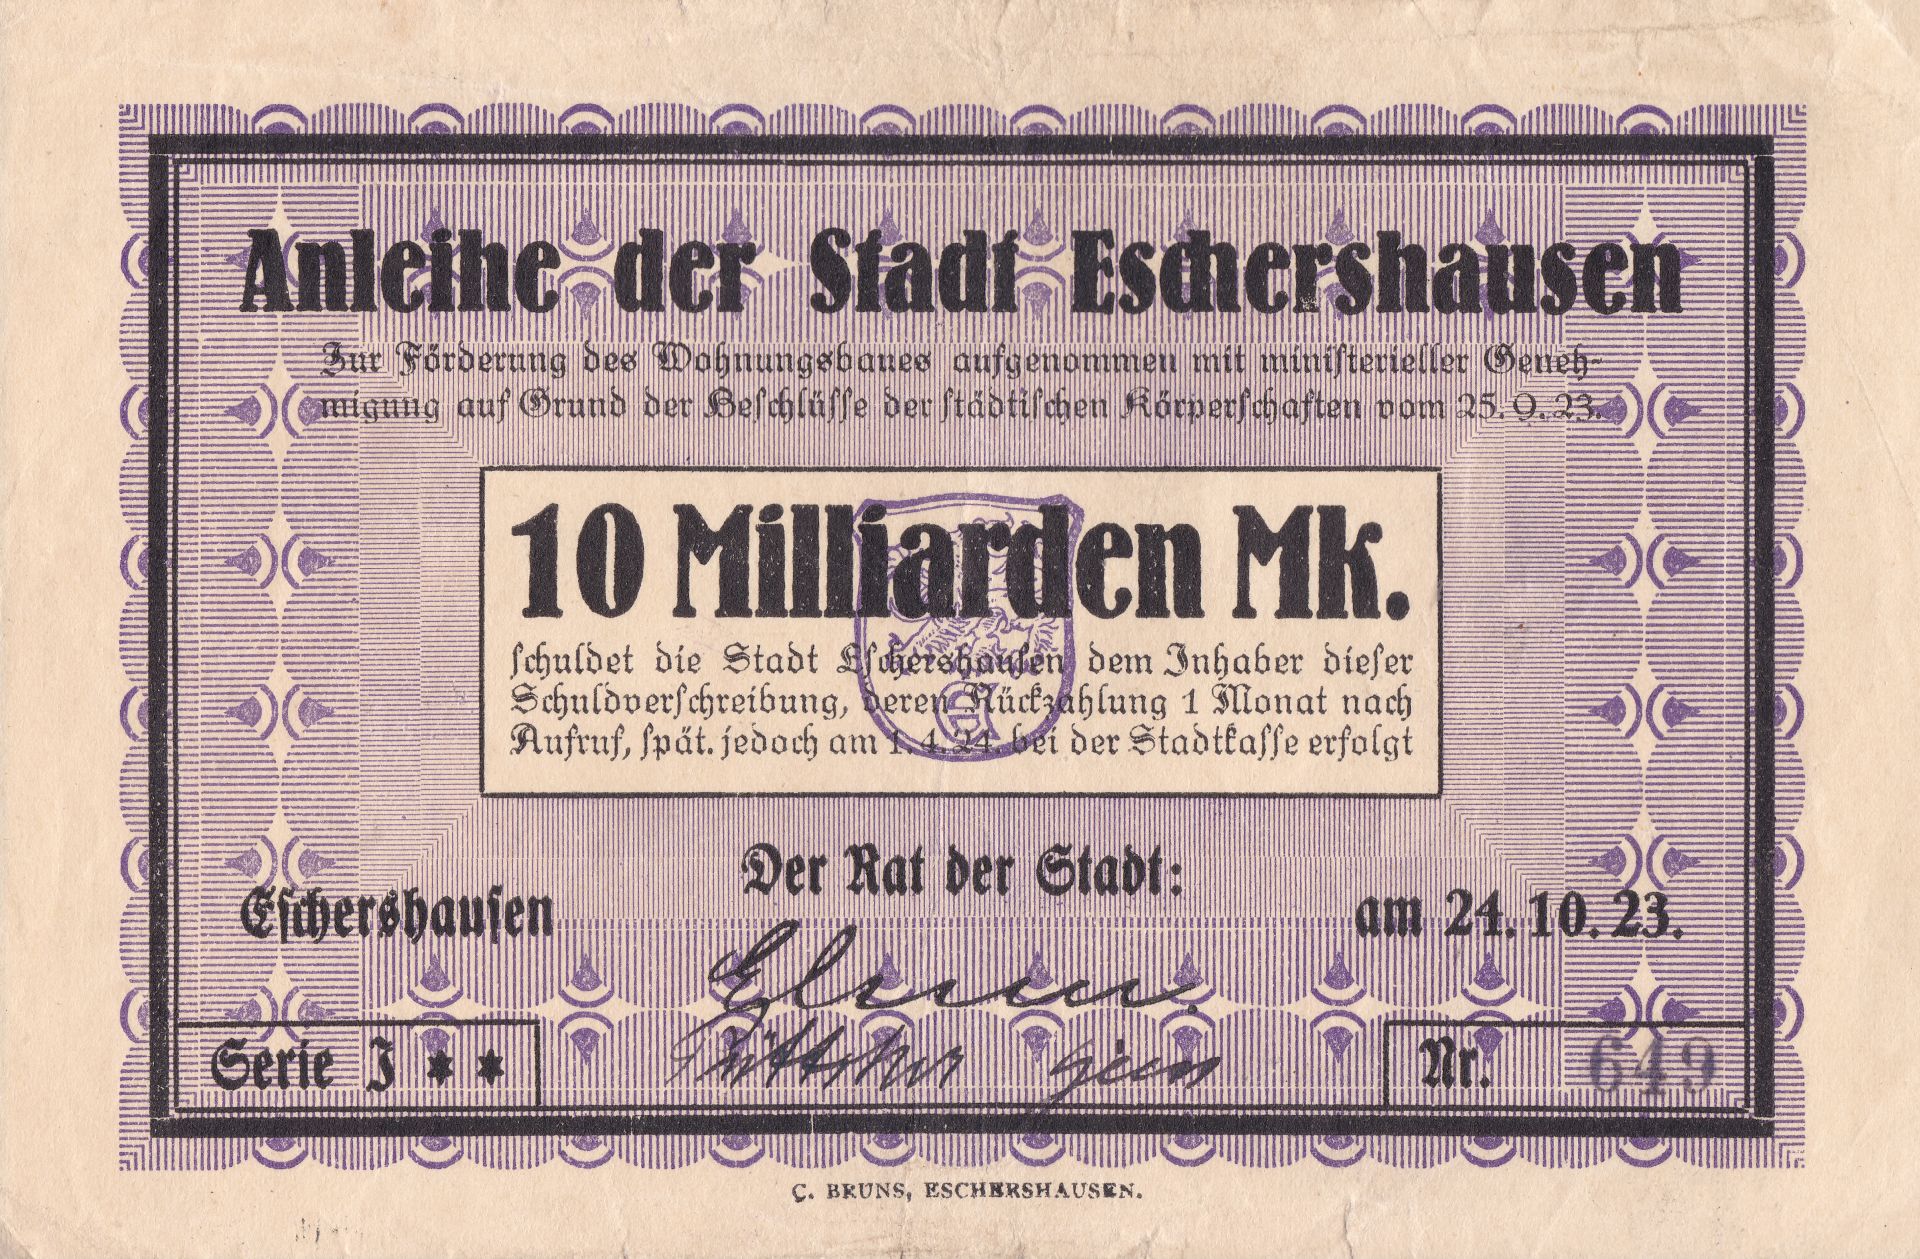 Anleihe der Stadt Eschershausen
Zur Förderung des Wohnungsbaues aufgenommen mit ministerieller Geneh-
migung auf Grund der Beschlüsse der städtischen Körperschaften vom 25. 9. 23.
10 Milliarden Mk.
schuldet die Stadt Eschershausen dem Inhaber dieser
Schuldverschreibung, deren Rückzahlung 1 Monat nach
Aufruf, spät. jedoch am 1. 4. 24. bei der Stadtkasse erfolgt
Der Rat der Stadt:
Eschershausen
am 24. 10. 23.
Serie I ★ ★
Nr. 649
C. BRUNS, ESCHERSHAUSEN.